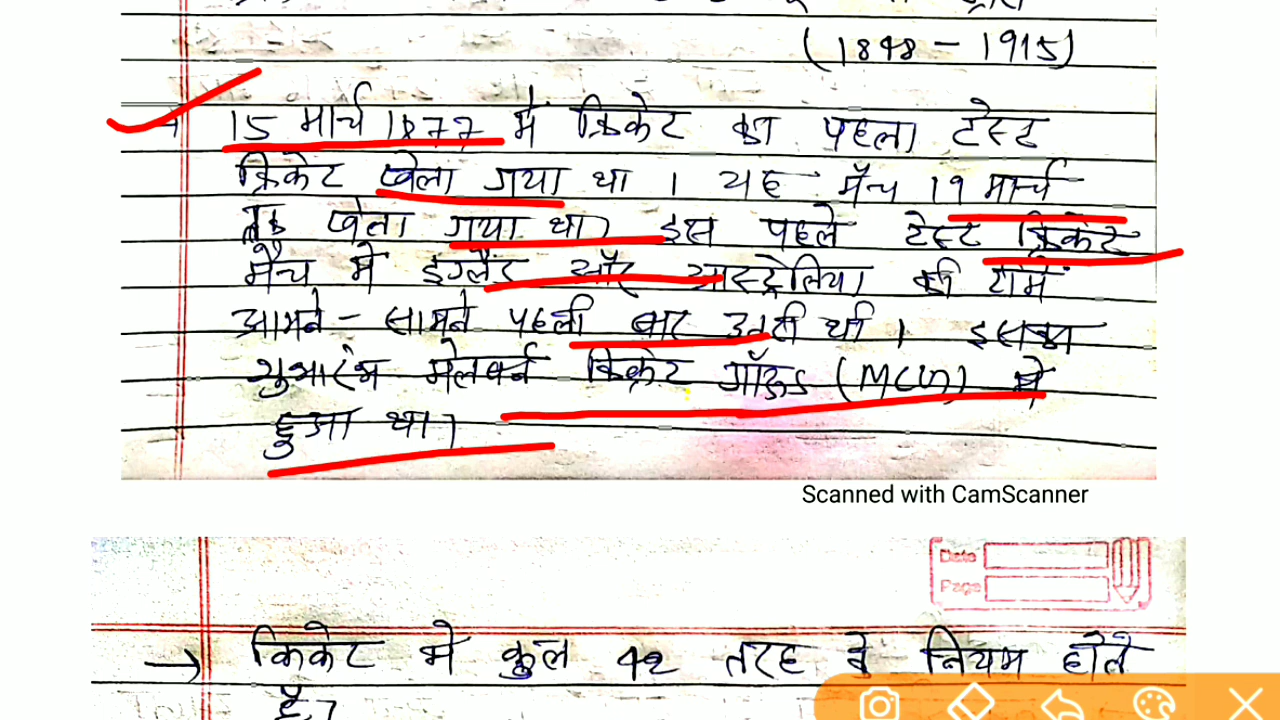 (1848 - 1915)
→ 15 मार्च 1877 में क्रिकेट का पहला टेस्ट
क्रिकेट खेला गया था । यह मैच 19 मार्च
तक खेला गया था। इस पहले टेस्ट क्रिकेट
मैच में इंग्लैंड और आस्ट्रेलिया की टीमें
आमने - सामने पहली बार उतरी थी । इसका
शुभारंभ मेलबर्न क्रिकेट ग्रॉऊंड (MCG) मे
हुआ था।
Scanned with CamScanner
Date
Page
→ क्रिकेट में कुल 42 तरह के नियम होते
है।